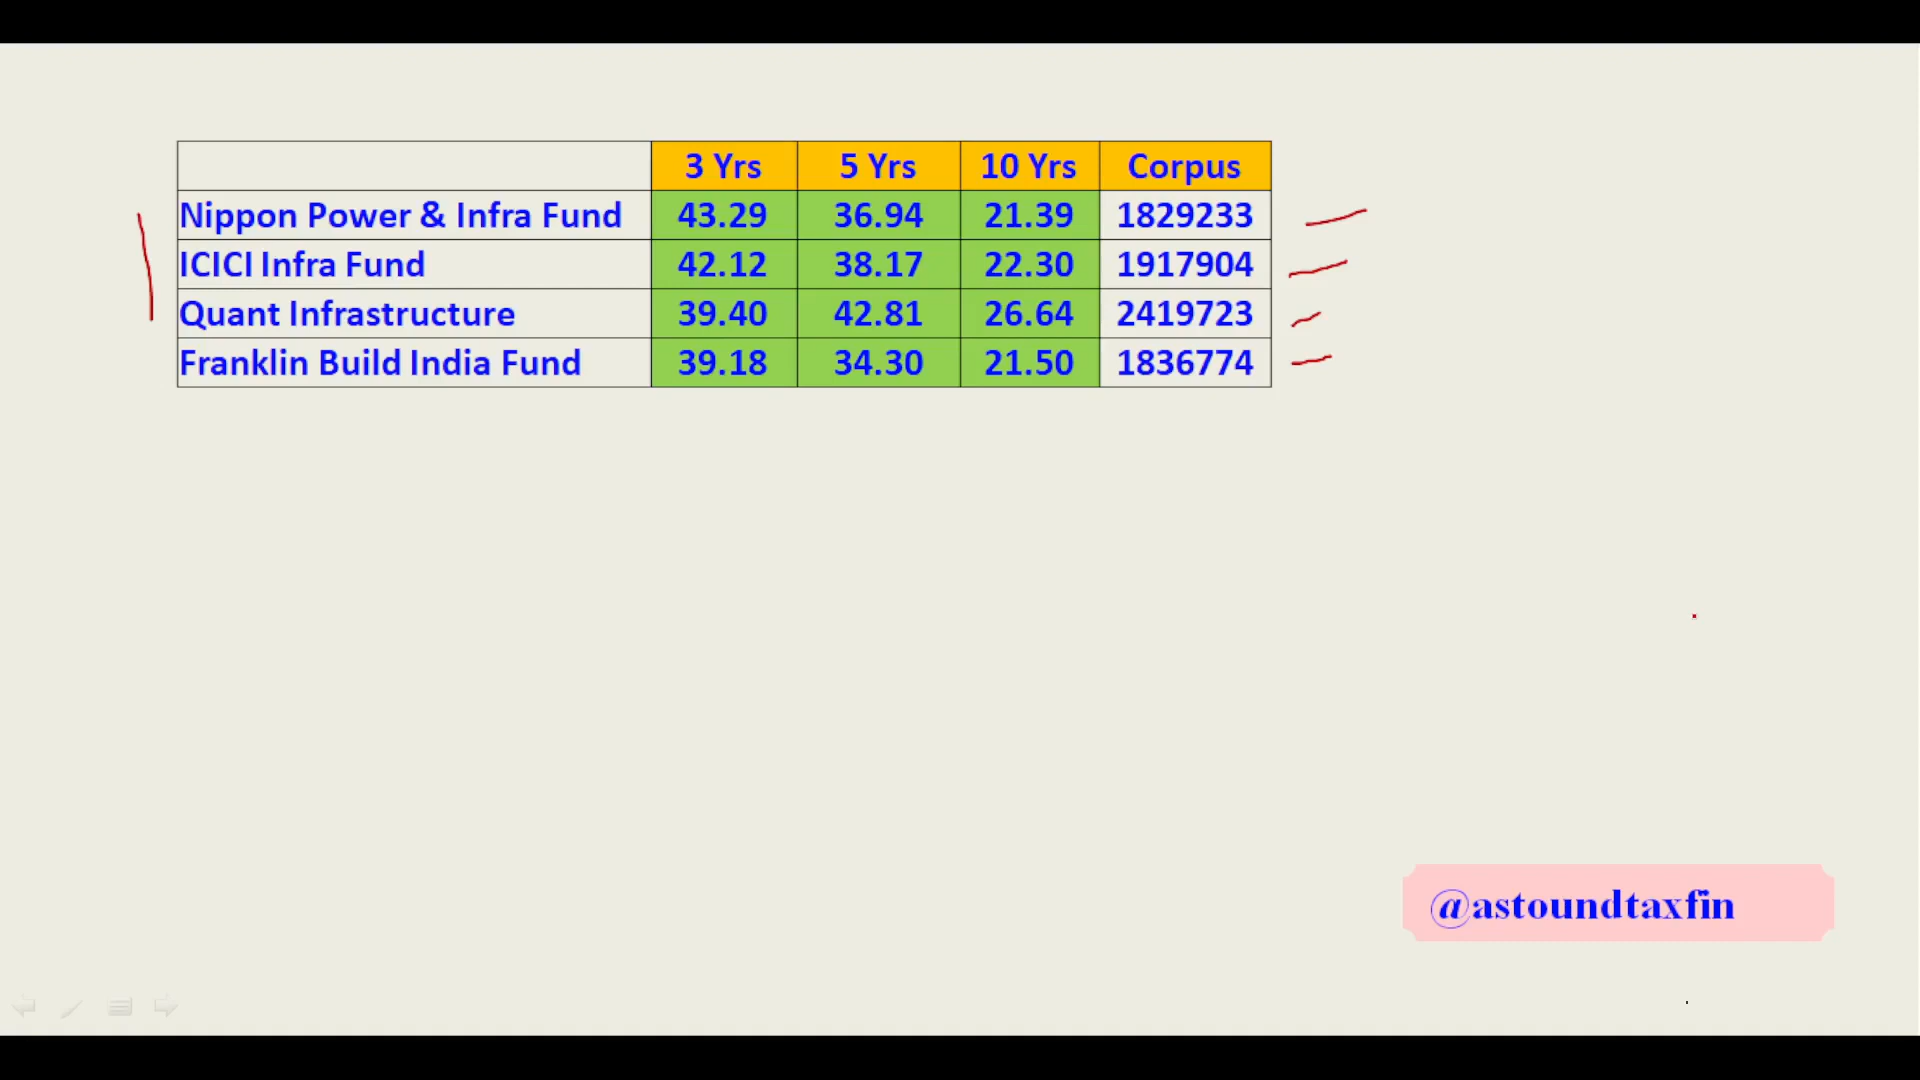 3 Yrs 5 Yrs 10 Yrs Corpus
Nippon Power & Infra Fund 43.29 36.94 21.39 1829233
ICICI Infra Fund 42.12 38.17 22.30 1917904
Quant Infrastructure 39.40 42.81 26.64 2419723
Franklin Build India Fund 39.18 34.30 21.50 1836774
@astoundtaxfin